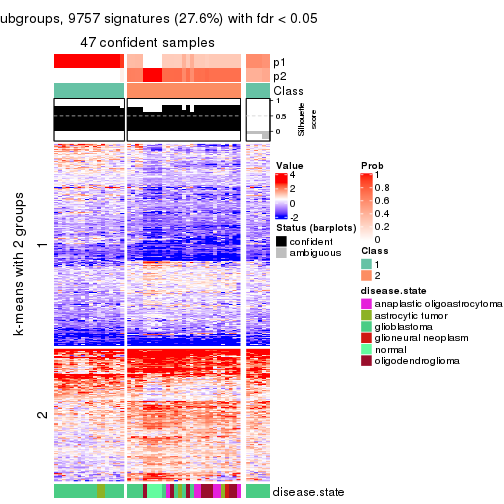 ubgroups, 9757 signatures (27.6%) with fdr < 0.05
47 confident samples
p1
p2
Class
1
0.5
0
Silhouette
score
k-means with 2 groups
1
2
disease.state
Value
4
2
0
-2
Status (barplots)
confident
ambiguous
Prob
1
0.8
0.6
0.4
0.2
0
Class
1
2
disease.state
anaplastic oligoastrocytoma
astrocytic tumor
glioblastoma
glioneural neoplasm
normal
oligodendroglioma